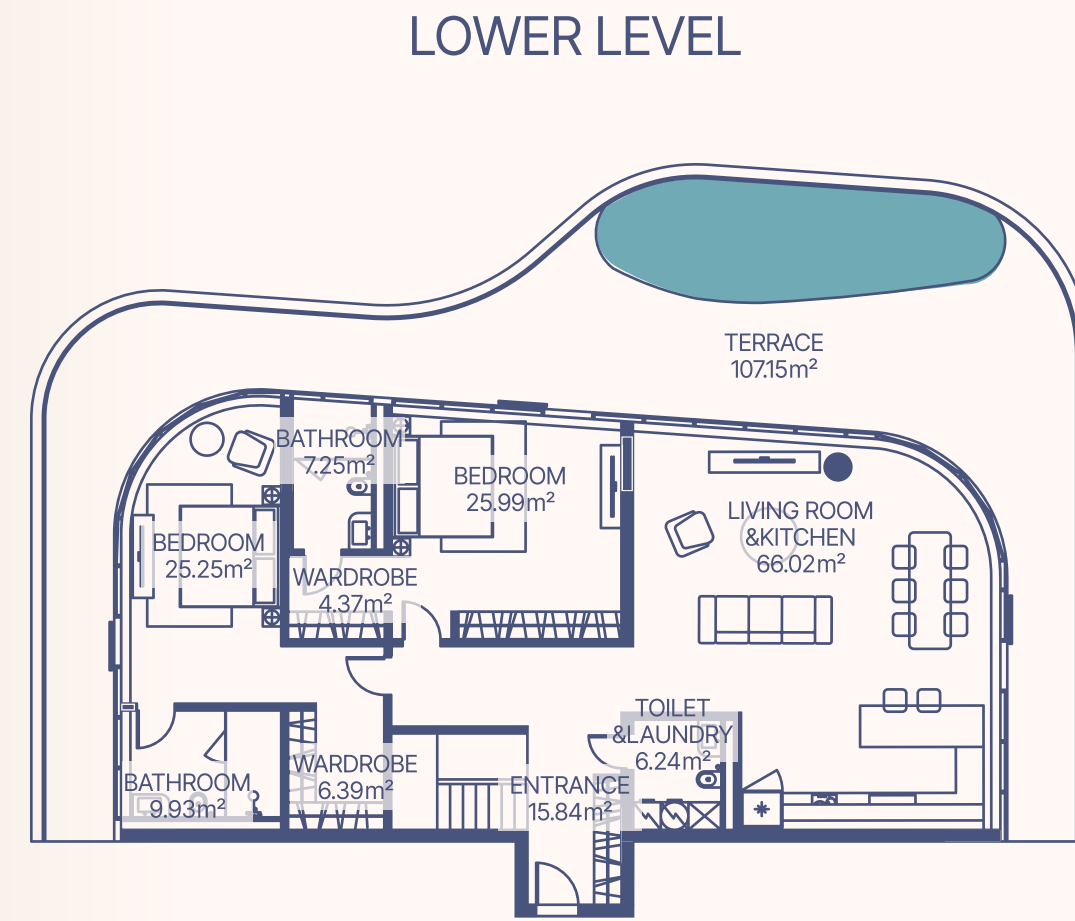 LOWER LEVEL
TERRACE
107.15m²
BATHROOM
7.25m²
BEDROOM
25.99m²
LIVING ROOM
&KITCHEN
66.02m²
BEDROOM
25.25m²
WARDROBE
4.37m²
TOILET
&LAUNDRY
6.24m²
BATHROOM
9.93m²
WARDROBE
6.39m²
ENTRANCE
15.84m²